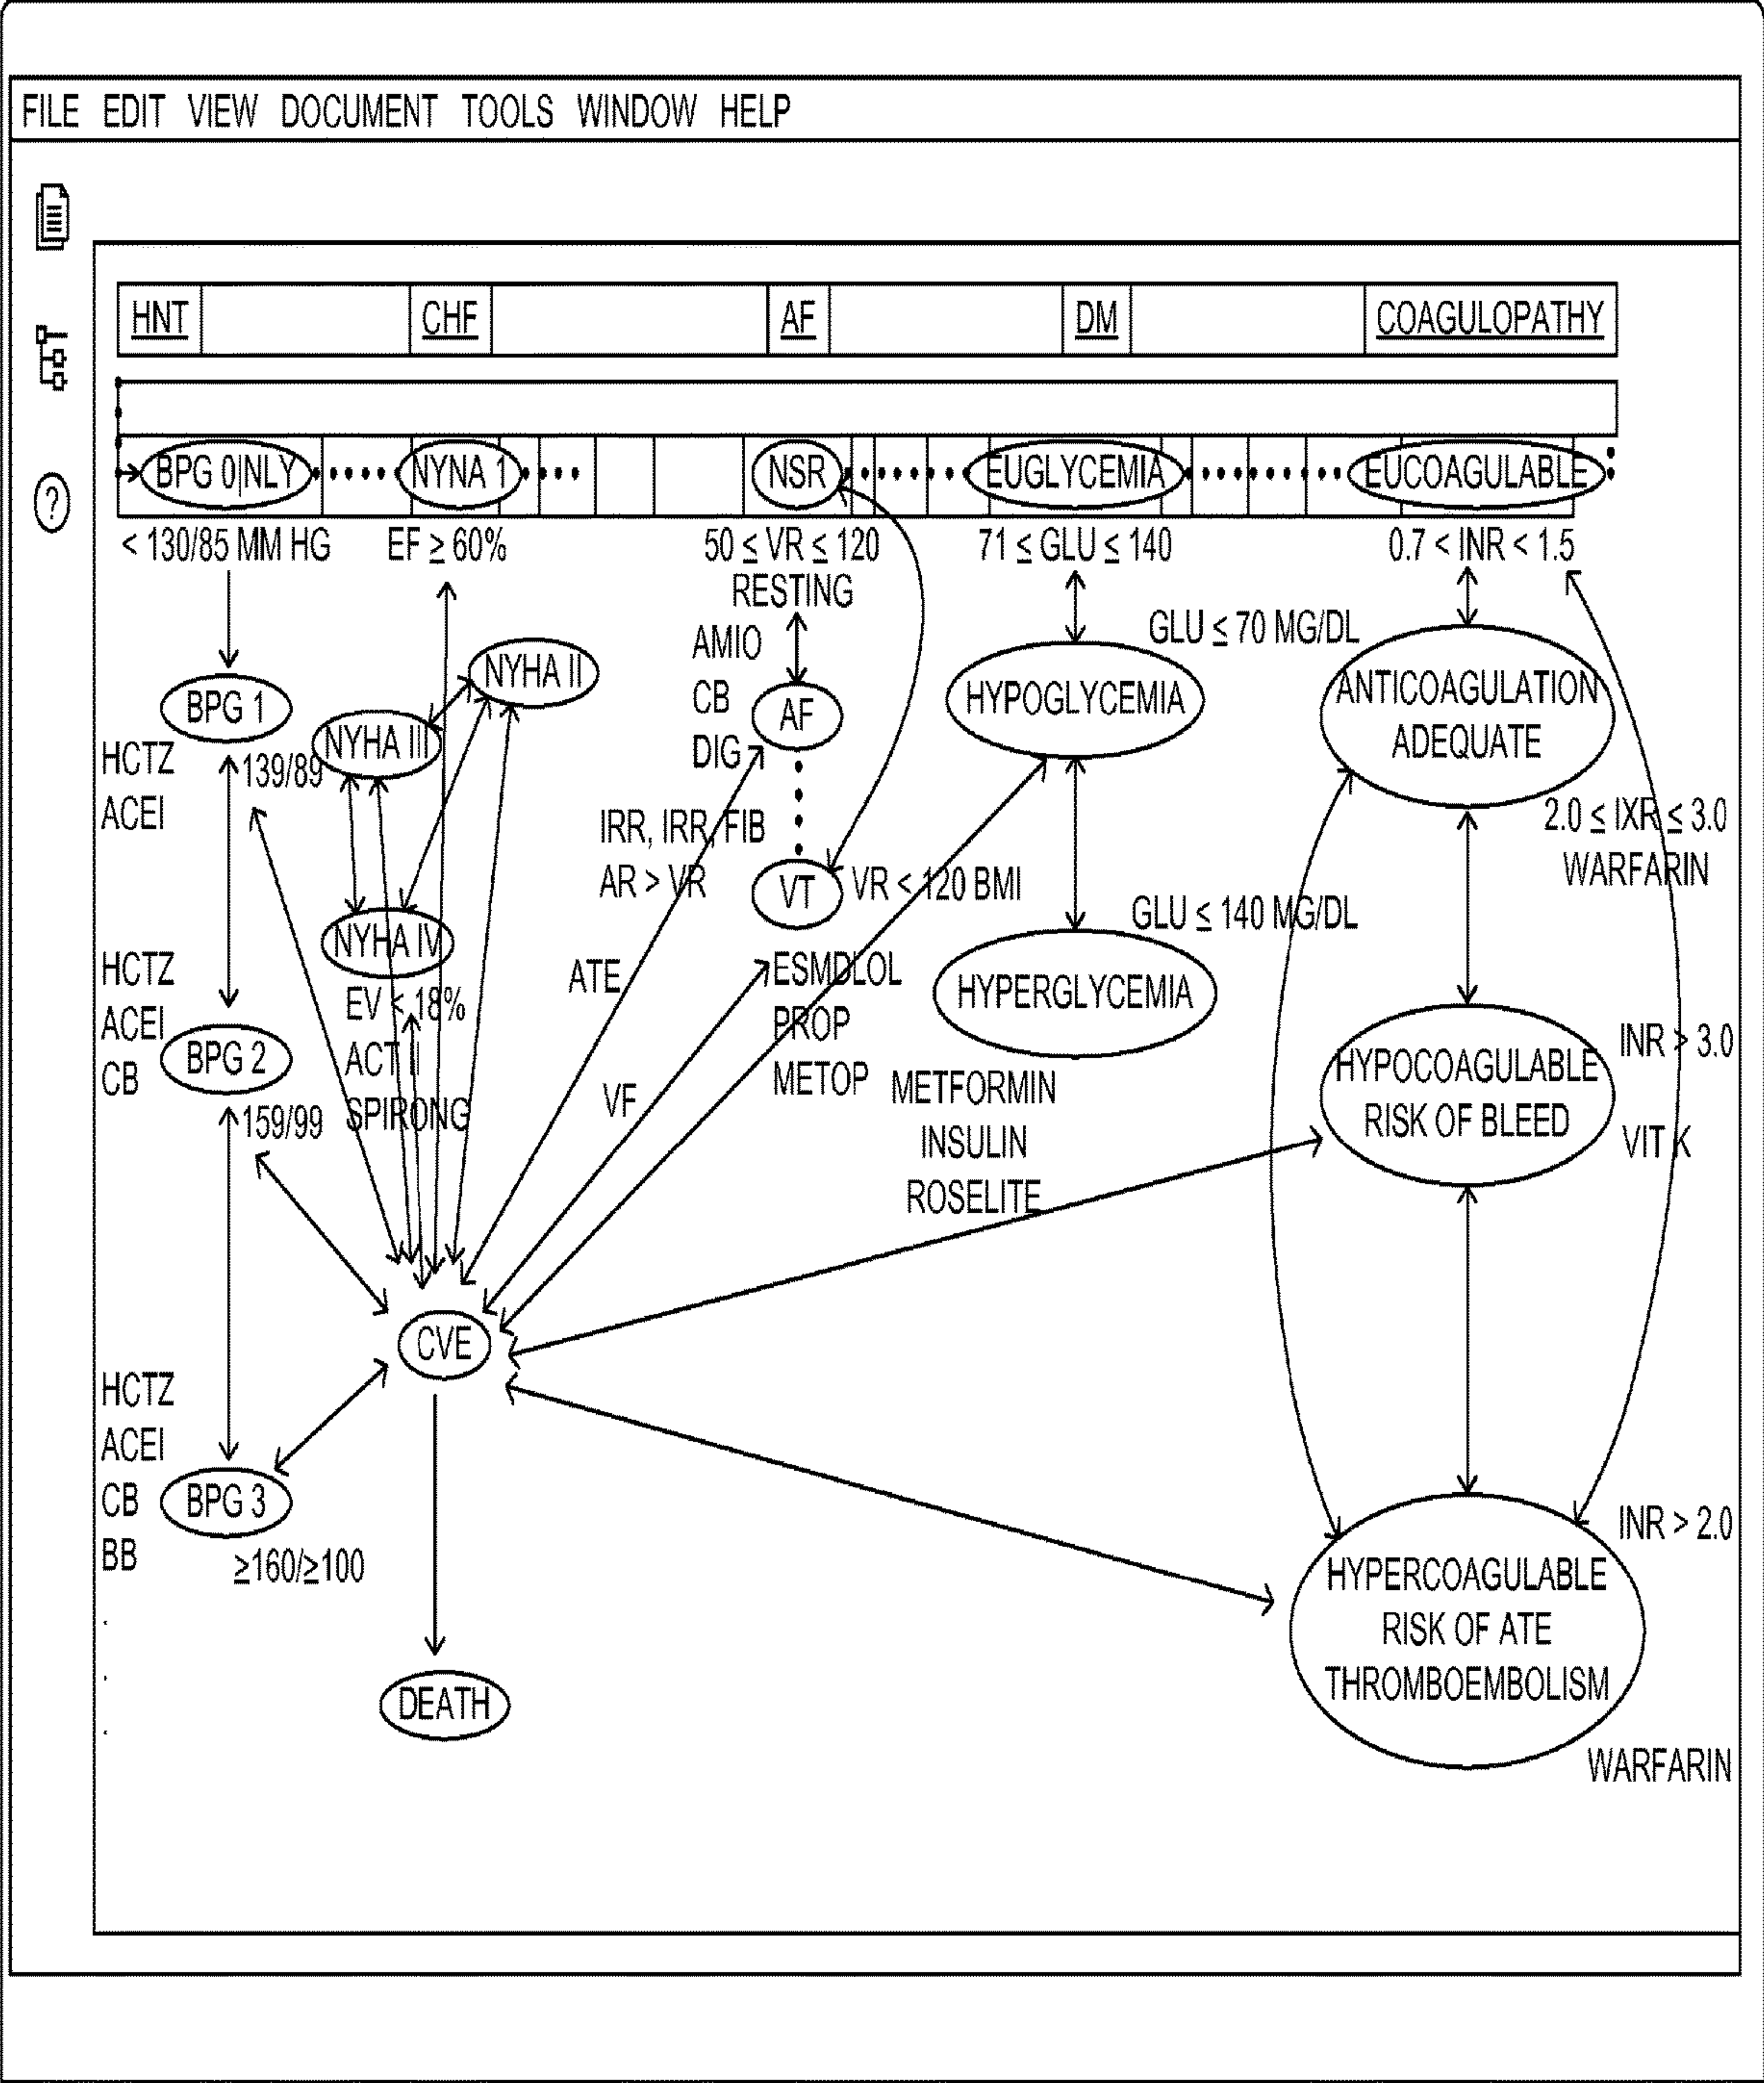 FILE EDIT VIEW DOCUMENT TOOLS WINDOW HELP
?
HNT
CHF
AF
DM
COAGULOPATHY
BPG 0|NLY
NYNA 1
NSR
EUGLYCEMIA
EUCOAGULABLE
< 130/85 MM HG
EF ≥ 60%
50 ≤ VR ≤ 120
RESTING
71 ≤ GLU ≤ 140
0.7 < INR < 1.5
BPG 1
HCTZ
ACEI
139/89
HCTZ
ACEI
CB
BPG 2
159/99
HCTZ
ACEI
CB
BB
BPG 3
≥160/≥100
NYHA II
NYHA III
NYHA IV
EV < 18%
ACT II
SPIRONG
CVE
DEATH
AMIO
CB
DIG
AF
IRR, IRR, FIB
AR > VR
VT
VR < 120 BMI
ATE
VF
ESMDLOL
PROP
METOP
GLU ≤ 70 MG/DL
HYPOGLYCEMIA
GLU ≤ 140 MG/DL
HYPERGLYCEMIA
METFORMIN
INSULIN
ROSELITE
ANTICOAGULATION
ADEQUATE
2.0 ≤ IXR ≤ 3.0
WARFARIN
HYPOCOAGULABLE
RISK OF BLEED
INR > 3.0
VIT K
INR > 2.0
HYPERCOAGULABLE
RISK OF ATE
THROMBOEMBOLISM
WARFARIN